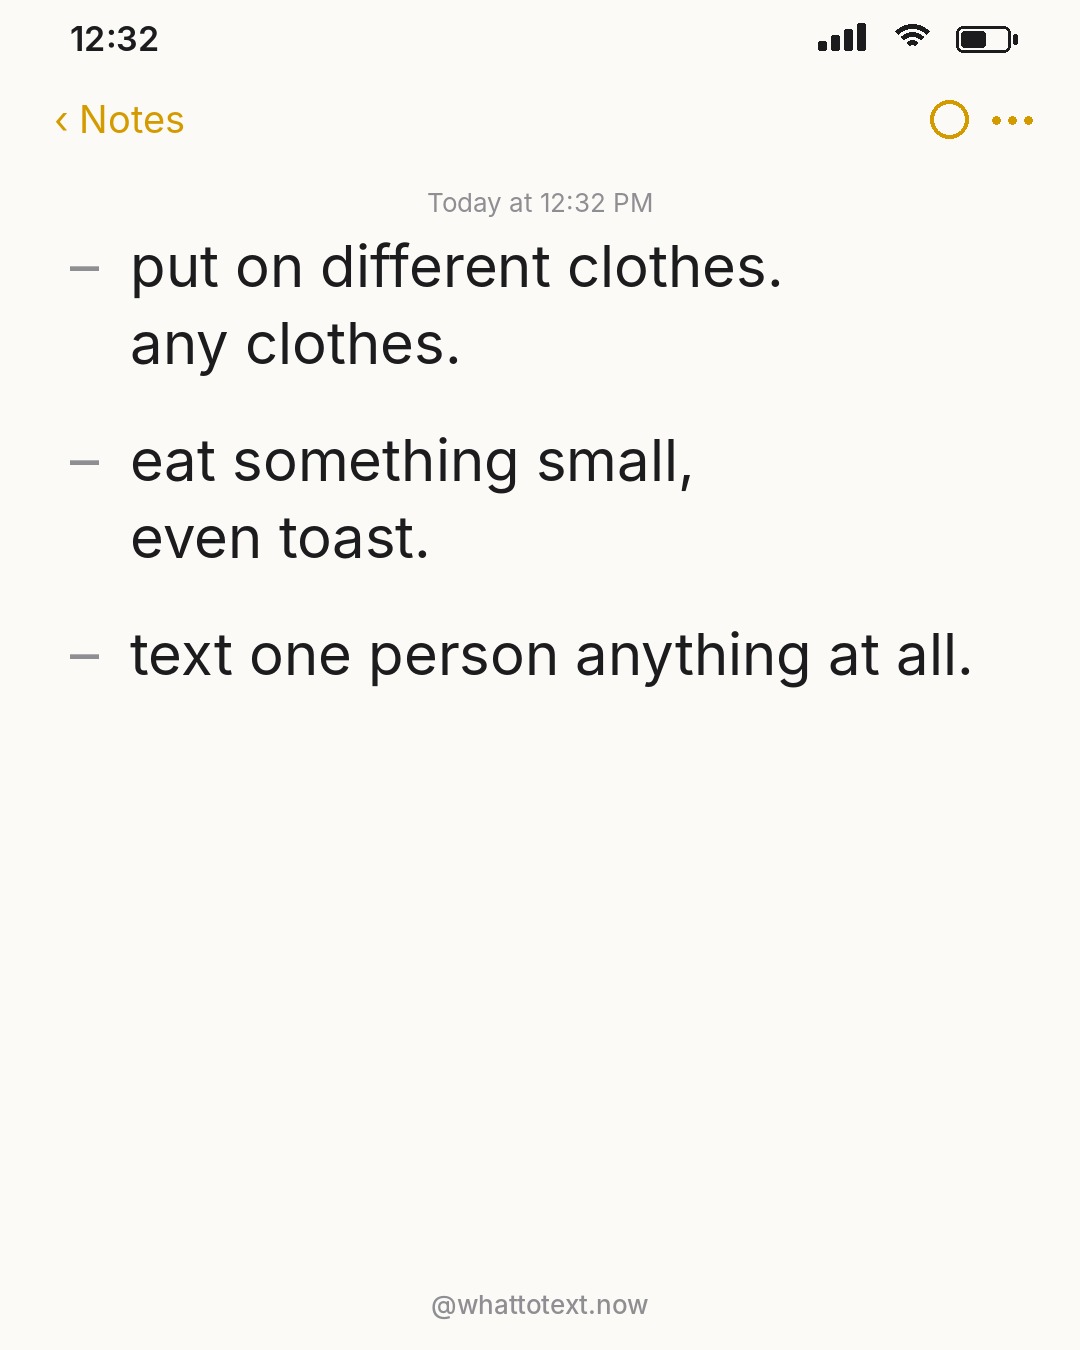 12:32
‹ Notes
Today at 12:32 PM
– put on different clothes.
any clothes.
– eat something small,
even toast.
– text one person anything at all.
@whattotext.now